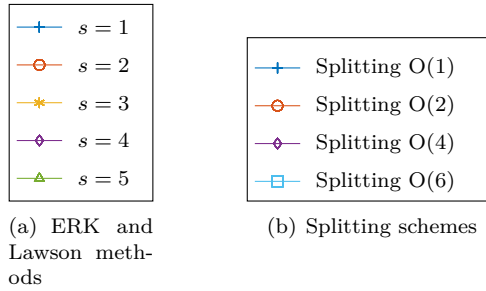 s = 1
s = 2
s = 3
s = 4
s = 5
(a) ERK and
Lawson meth-
ods
Splitting O(1)
Splitting O(2)
Splitting O(4)
Splitting O(6)
(b) Splitting schemes